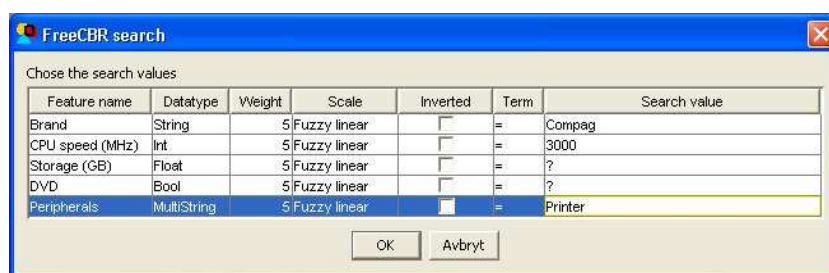 FreeCBR search
Chose the search values
Feature name Datatype Weight Scale Inverted Term Search value
Brand String 5 Fuzzy linear = Compag
CPU speed (MHz) Int 5 Fuzzy linear = 3000
Storage (GB) Float 5 Fuzzy linear = ?
DVD Bool 5 Fuzzy linear = ?
Peripherals MultiString 5 Fuzzy linear = Printer
OK Avbryt